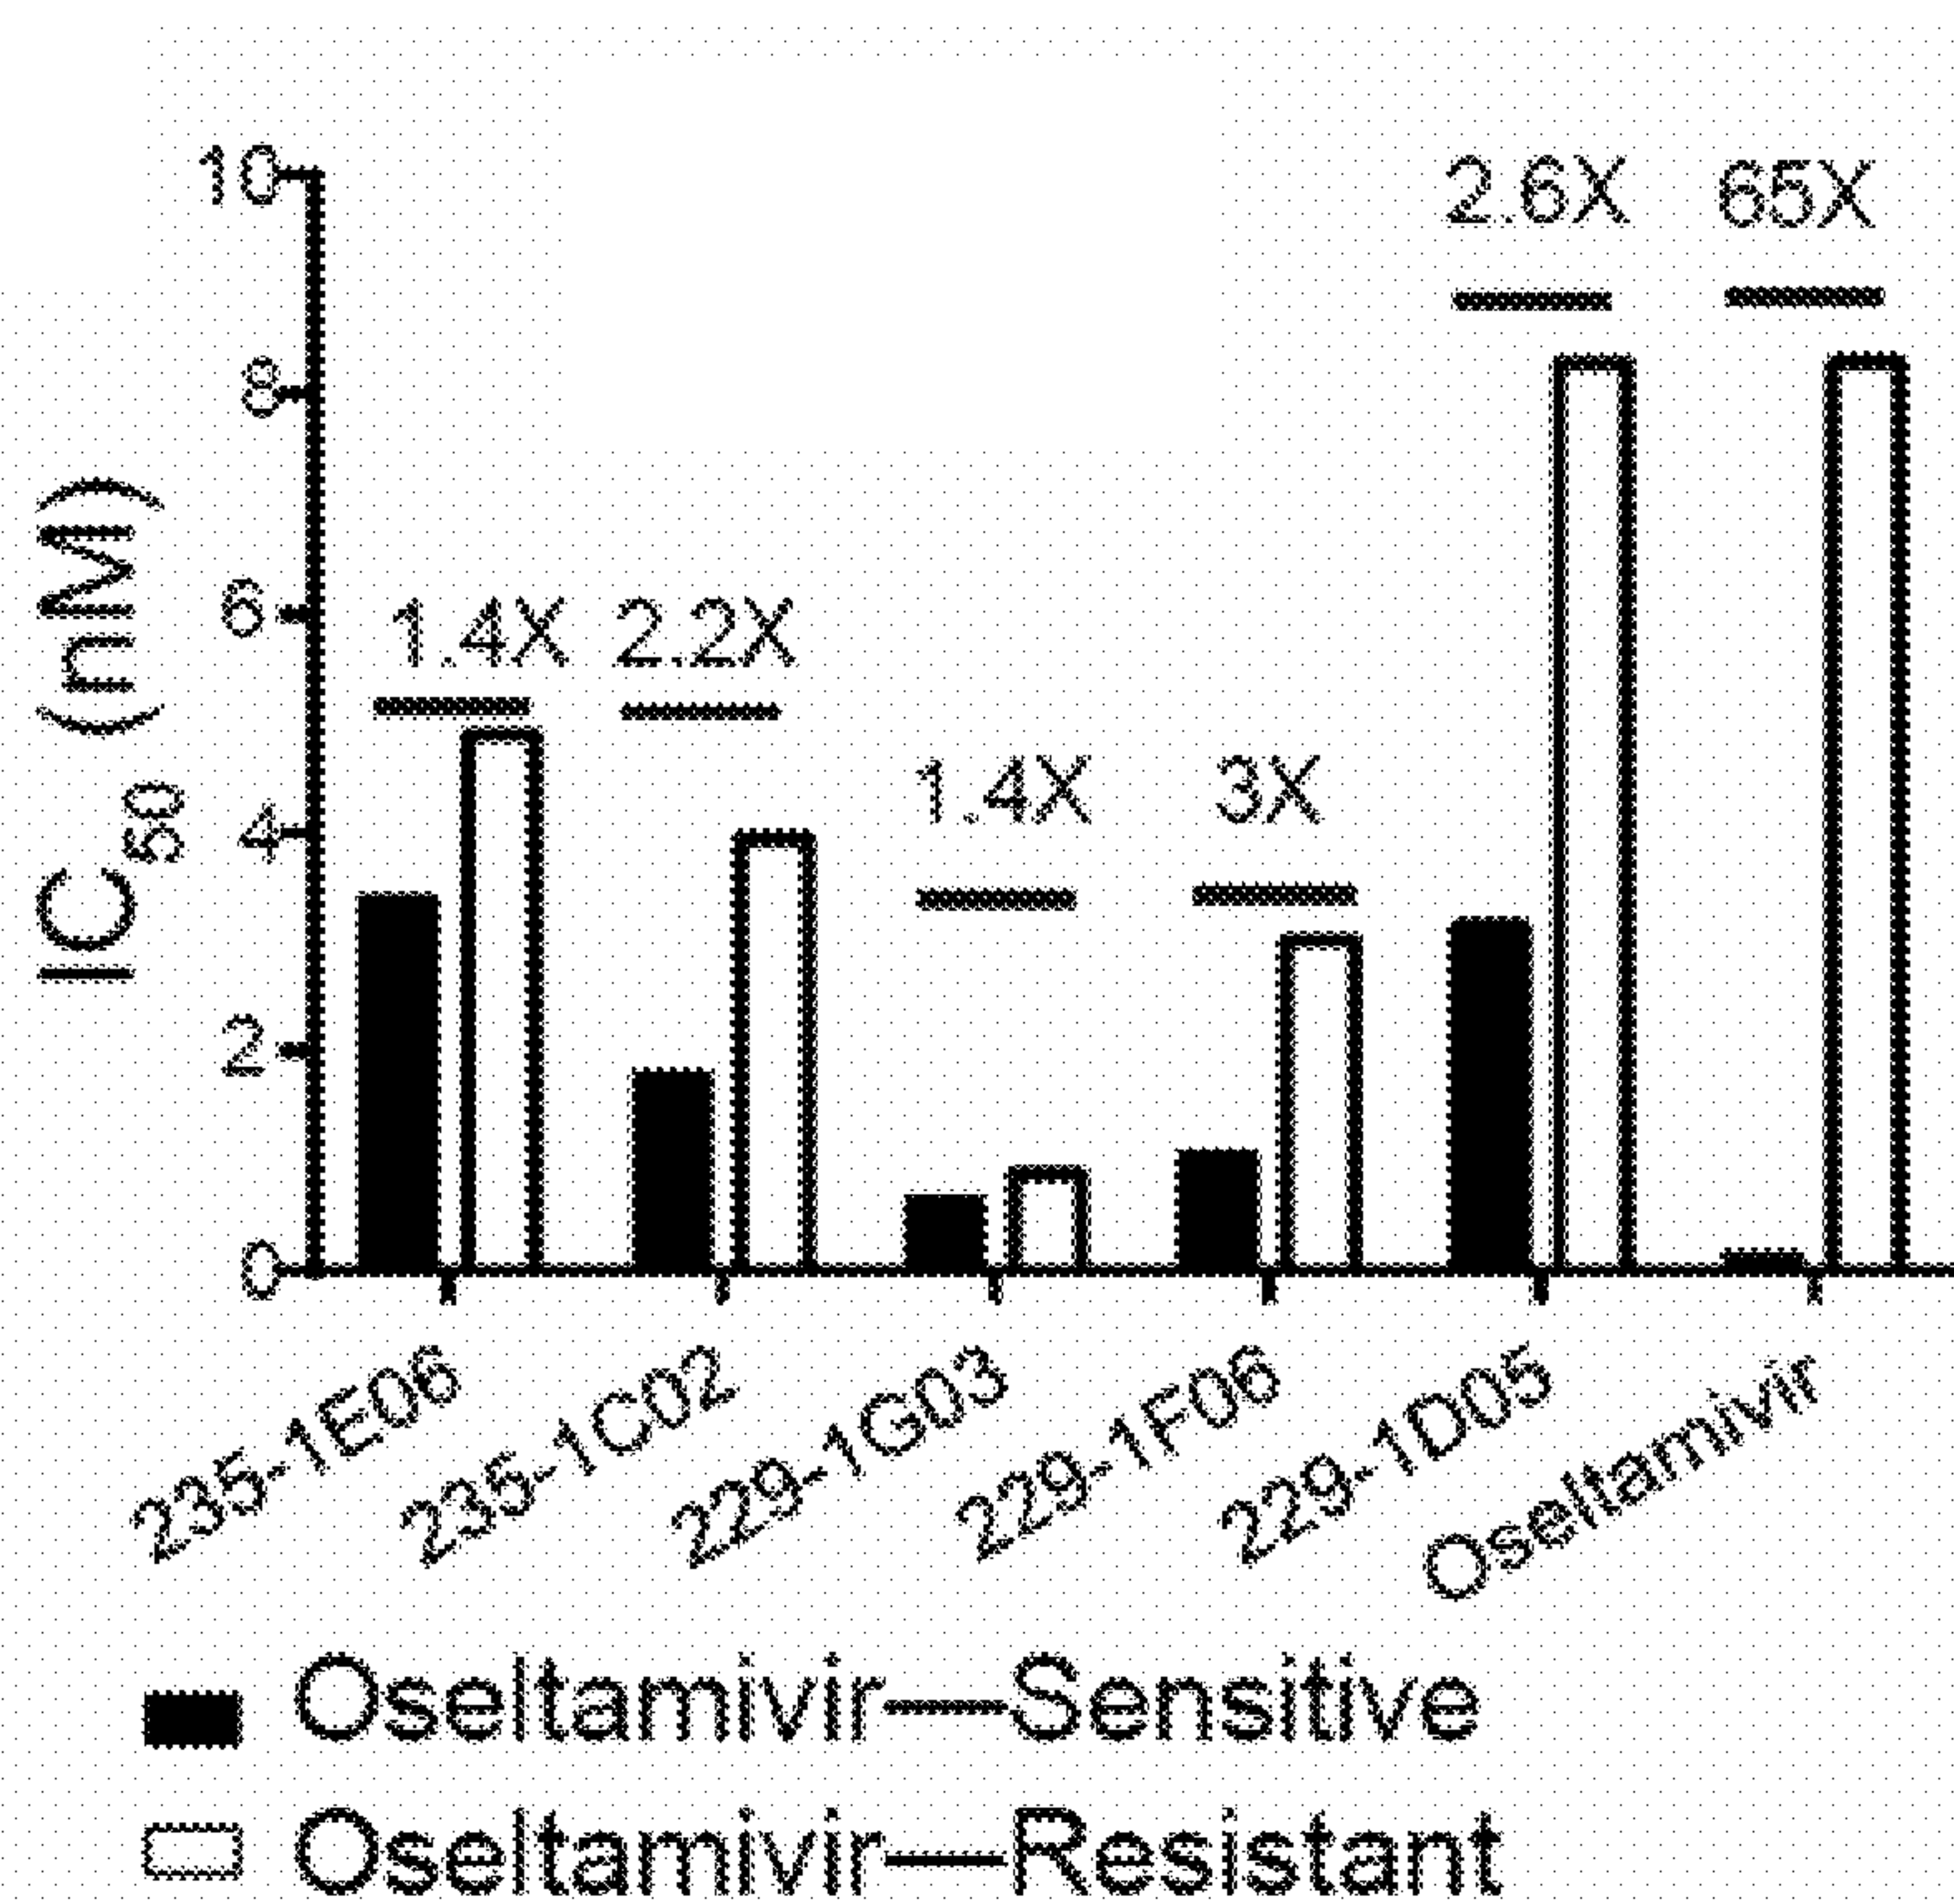 10
8
6
4
2
0
IC50 (nM)
1.4X
2.2X
1.4X
3X
2.6X
65X
235-1E06
235-1C02
229-1G03
229-1F06
229-1D05
Oseltamivir
Oseltamivir—Sensitive
Oseltamivir—Resistant